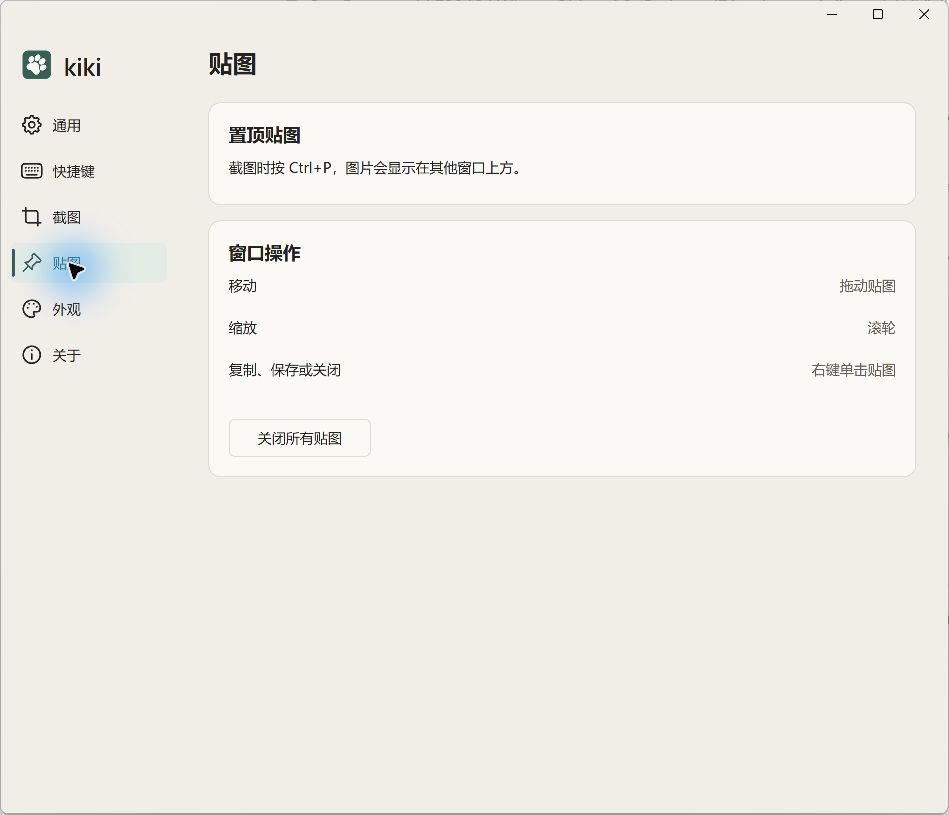 kiki
通用
快捷键
截图
贴图
外观
关于
贴图
置顶贴图
截图时按 Ctrl+P，图片会显示在其他窗口上方。
窗口操作
移动 拖动贴图
缩放 滚轮
复制、保存或关闭 右键单击贴图
关闭所有贴图